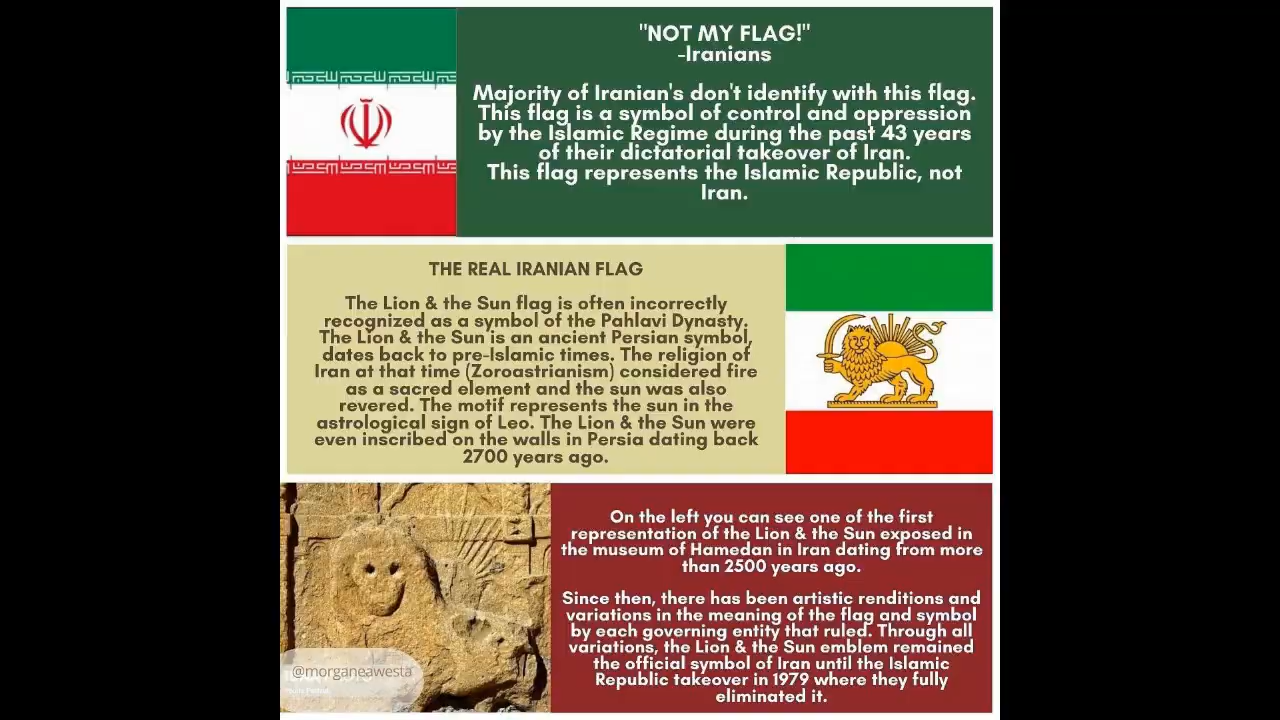 "NOT MY FLAG!"
-Iranians
Majority of Iranian's don't identify with this flag.
This flag is a symbol of control and oppression
by the Islamic Regime during the past 43 years
of their dictatorial takeover of Iran.
This flag represents the Islamic Republic, not
Iran.
THE REAL IRANIAN FLAG
The Lion & the Sun flag is often incorrectly
recognized as a symbol of the Pahlavi Dynasty.
The Lion & the Sun is an ancient Persian symbol,
dates back to pre-Islamic times. The religion of
Iran at that time (Zoroastrianism) considered fire
as a sacred element and the sun was also
revered. The motif represents the sun in the
astrological sign of Leo. The Lion & the Sun were
even inscribed on the walls in Persia dating back
2700 years ago.
On the left you can see one of the first
representation of the Lion & the Sun exposed in
the museum of Hamedan in Iran dating from more
than 2500 years ago.
Since then, there has been artistic renditions and
variations in the meaning of the flag and symbol
by each governing entity that ruled. Through all
variations, the Lion & the Sun emblem remained
the official symbol of Iran until the Islamic
Republic takeover in 1979 where they fully
eliminated it.
@morganeawesta